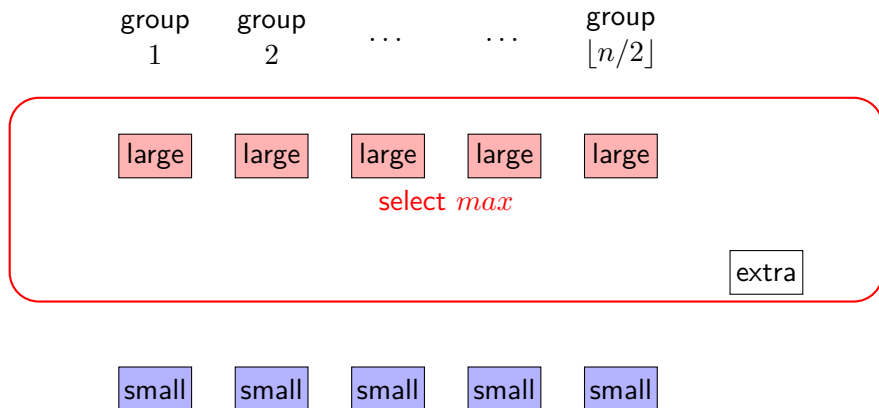 group group group
1 2 ... ... ⌊n/2⌋
large large large large large
select max
extra
small small small small small